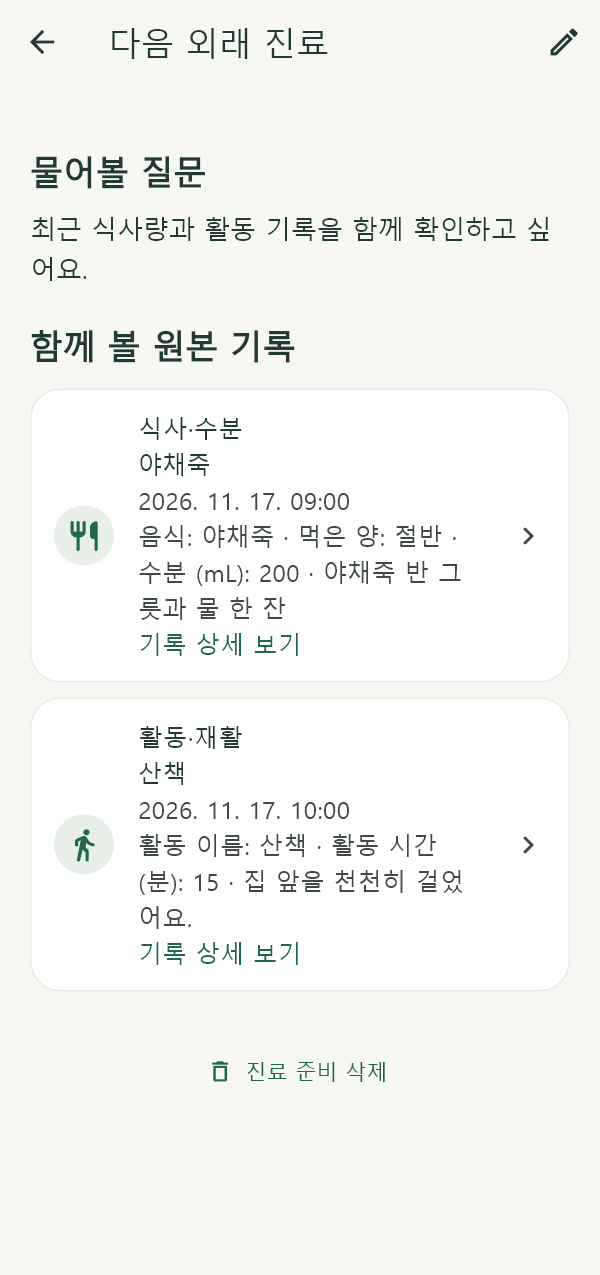 다음 외래 진료
물어볼 질문
최근 식사량과 활동 기록을 함께 확인하고 싶
어요.
함께 볼 원본 기록
식사·수분
야채죽
2026. 11. 17. 09:00
음식: 야채죽 · 먹은 양: 절반 ·
수분 (mL): 200 · 야채죽 반 그
릇과 물 한 잔
기록 상세 보기
활동·재활
산책
2026. 11. 17. 10:00
활동 이름: 산책 · 활동 시간
(분): 15 · 집 앞을 천천히 걸었
어요.
기록 상세 보기
진료 준비 삭제